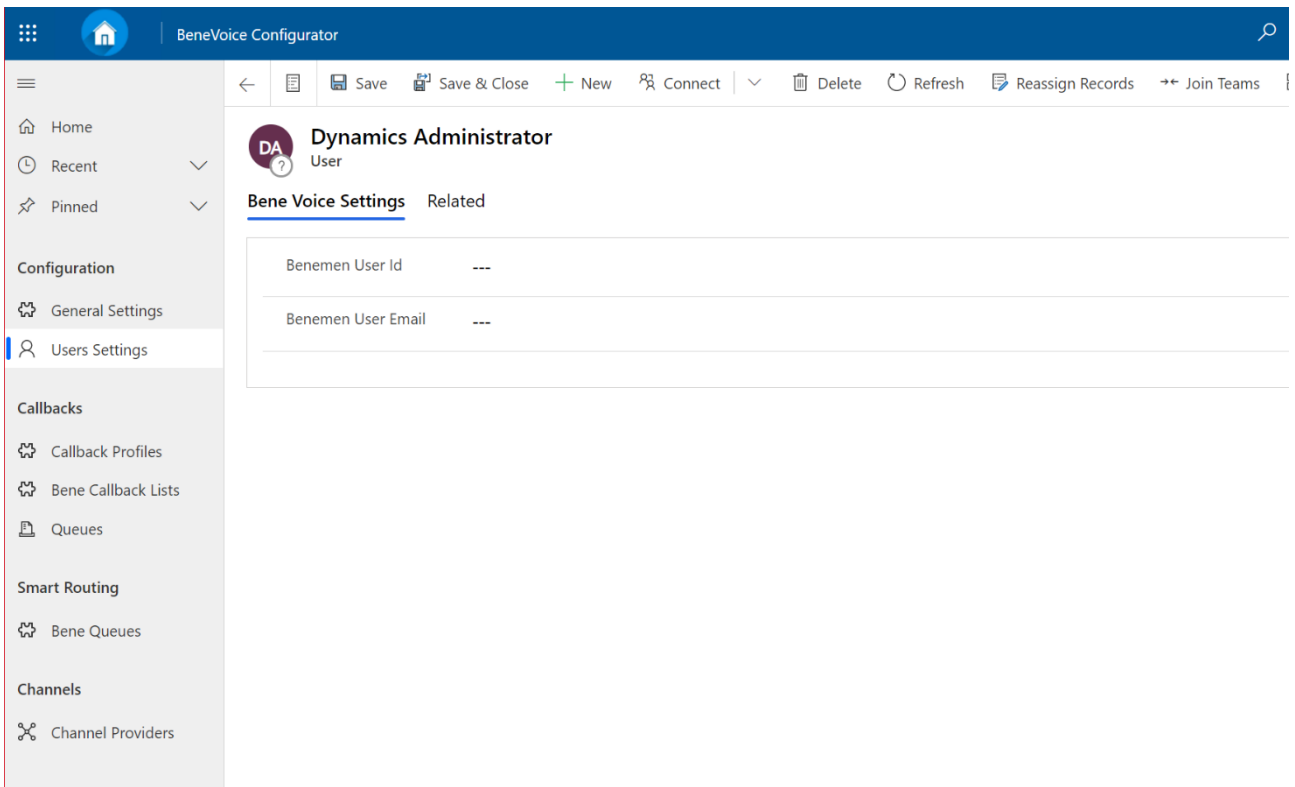 BeneVoice Configurator
Save
Save & Close
New
Connect
Delete
Refresh
Reassign Records
Join Teams
Home
Recent
Pinned
Configuration
General Settings
Users Settings
Callbacks
Callback Profiles
Bene Callback Lists
Queues
Smart Routing
Bene Queues
Channels
Channel Providers
DA
?
Dynamics Administrator
User
Bene Voice Settings Related
Benemen User Id ---
Benemen User Email ---